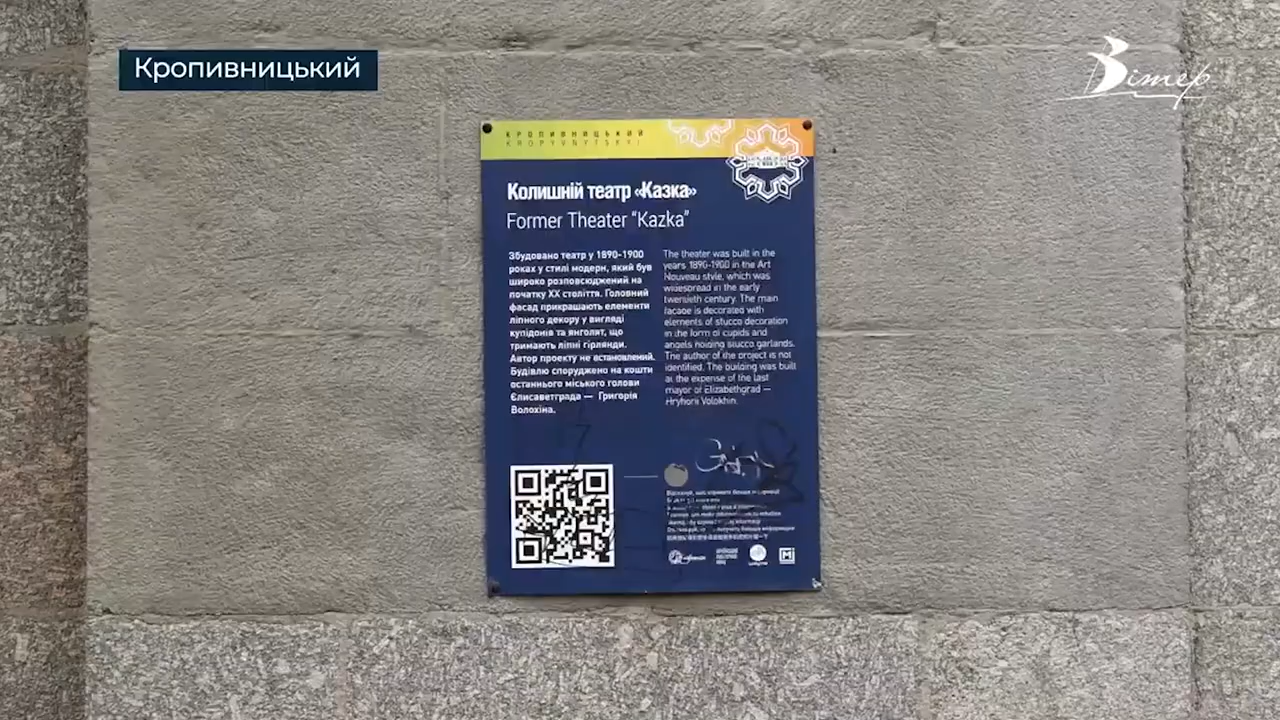 Кропивницький
Вітер
КРОПИВНИЦЬКИЙ
KROPYVNYTSKYI
Колишній театр «Казка»
Former Theater “Kazka”
Збудовано театр у 1890-1900
роках у стилі модерн, який був
широко розповсюджений на
початку XX століття. Головний
фасад прикрашають елементи
ліпного декору у вигляді
купідонів та янголят, що
тримають ліпні гірлянди.
Автор проекту не встановлений.
Будівлю споруджено на кошти
останнього міського голови
Єлисаветграда — Григорія
Волохіна.
The theater was built in the
years 1890-1900 in the Art
Nouveau style, which was
widespread in the early
twentieth century. The main
facade is decorated with
elements of stucco decoration
in the form of cupids and
angels holding stucco garlands.
The author of the project is not
identified. The building was built
at the expense of the last
mayor of Elizabethgrad —
Hryhorii Volokhin.